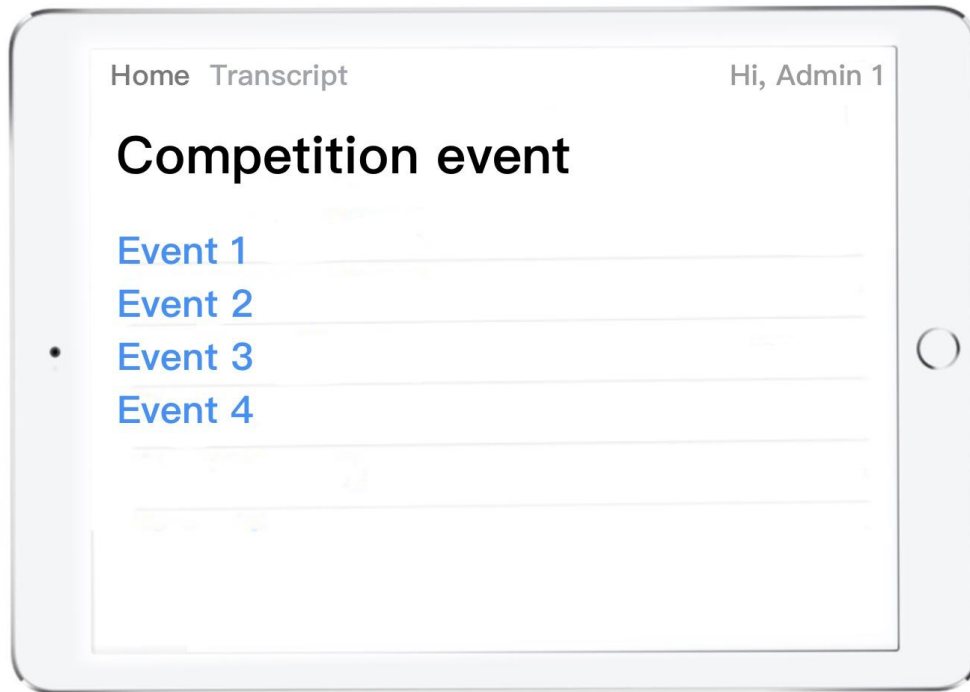 Home Transcript Hi, Admin 1
Competition event
Event 1
Event 2
Event 3
Event 4